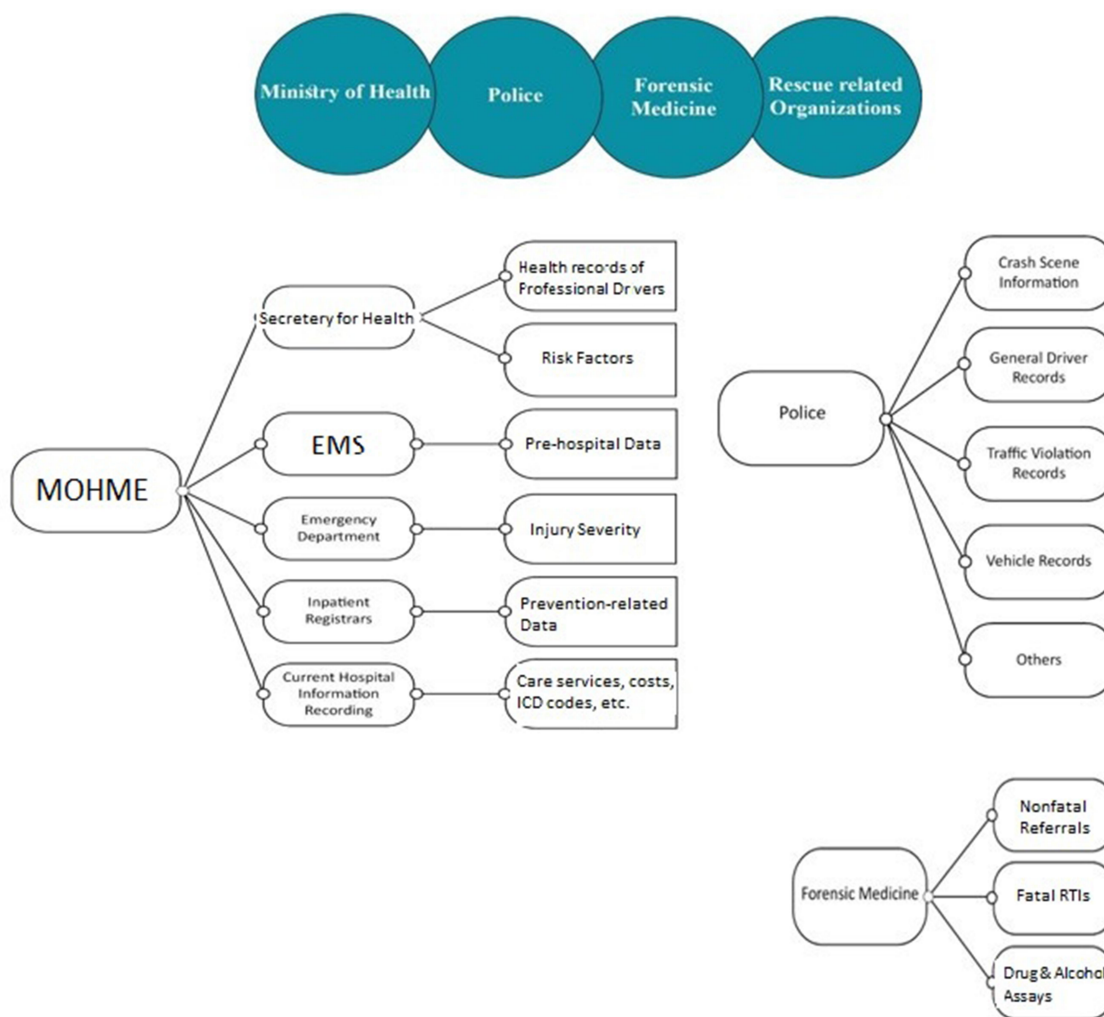 Ministry of Health
Police
Forensic
Medicine
Rescue related
Organizations
Health records of
Professional Drivers
Secretery for Health
Risk Factors
MOHME
EMS
Pre-hospital Data
Emergency
Department
Injury Severity
Inpatient
Registrars
Prevention-related
Data
Current Hospital
Information
Recording
Care services, costs,
ICD codes, etc.
Police
Crash Scene
Information
General Driver
Records
Traffic Violation
Records
Vehicle Records
Others
Forensic Medicine
Nonfatal
Referrals
Fatal RTIs
Drug & Alcohol
Assays